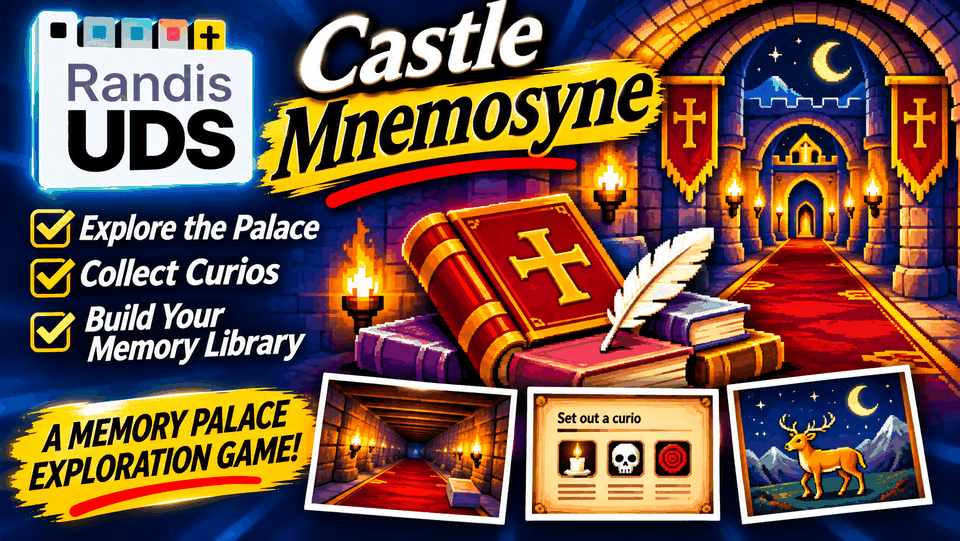 Randis
UDS
Castle
Mnemosyne
Explore the Palace
Collect Curios
Build Your
Memory Library
A MEMORY PALACE
EXPLORATION GAME!
Set out a curio